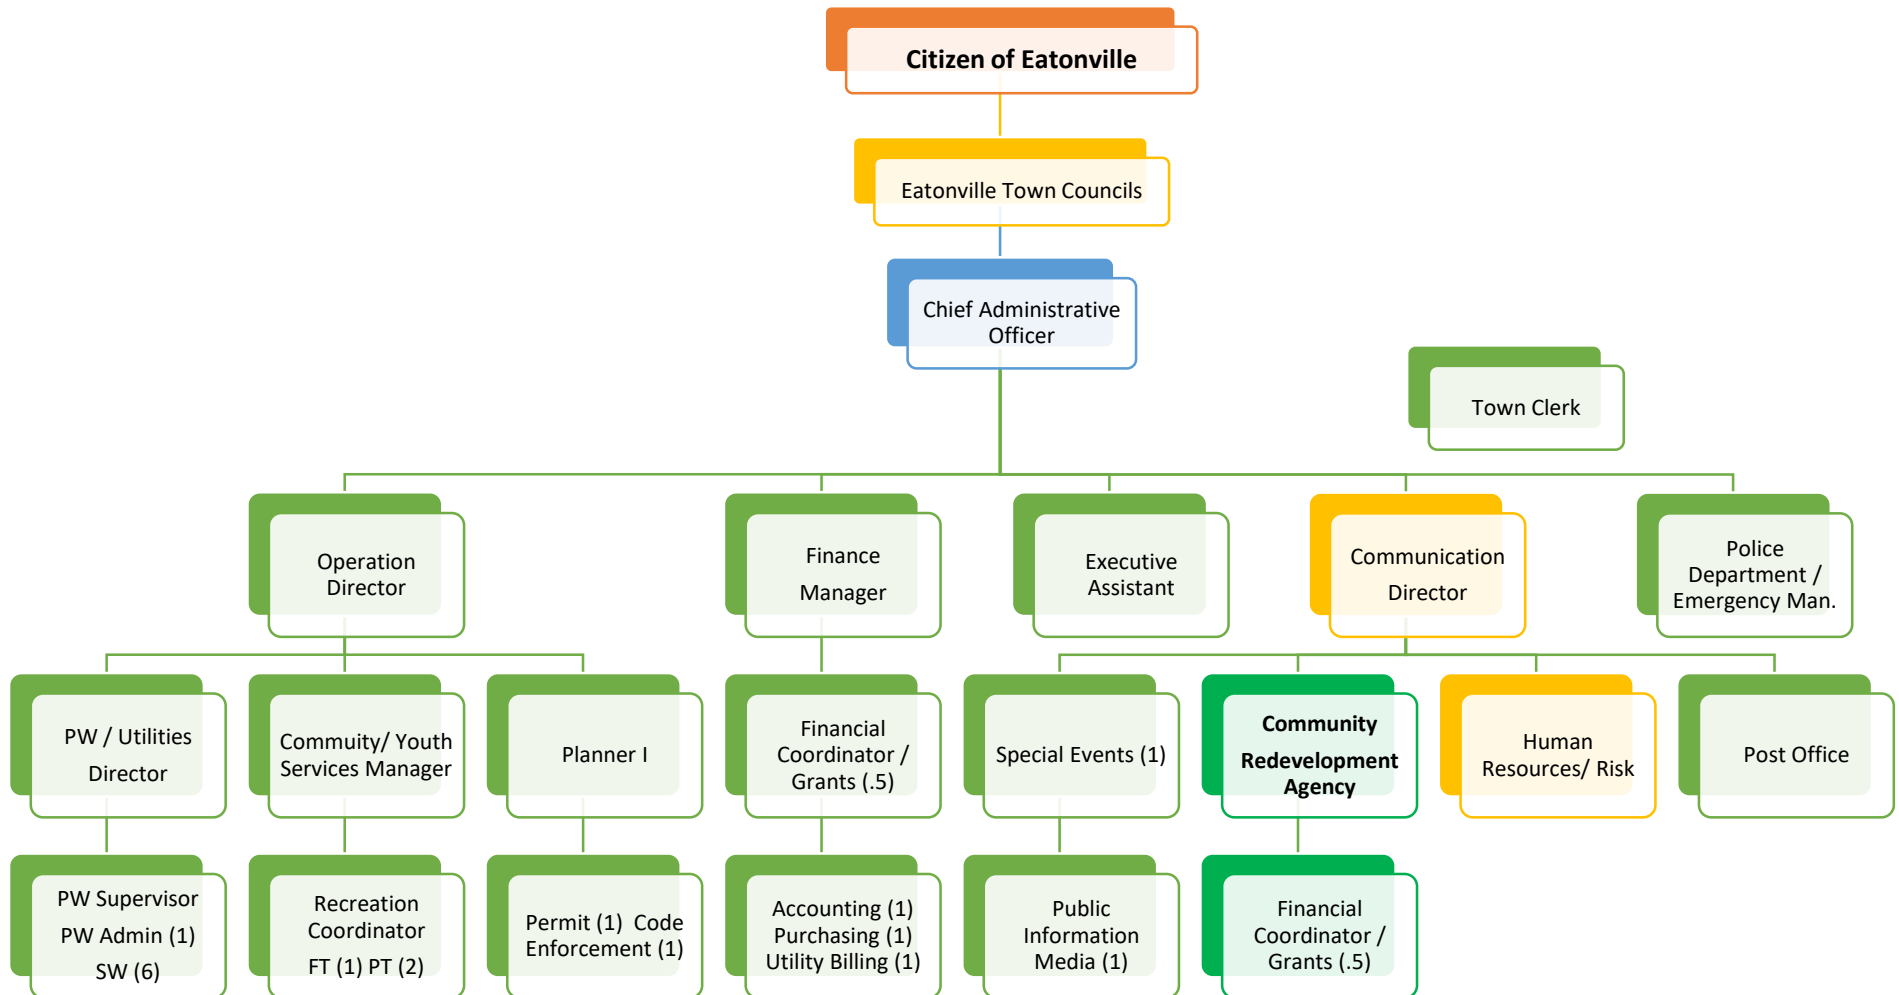 Citizen of Eatonville
Eatonville Town Councils
Chief Administrative
Officer
Town Clerk
Operation
Director
Finance
Manager
Executive
Assistant
Communication
Director
Police
Department /
Emergency Man.
PW / Utilities
Director
Commuity/ Youth
Services Manager
Planner I
Financial
Coordinator /
Grants (.5)
Special Events (1)
Community
Redevelopment
Agency
Human
Resources/ Risk
Post Office
PW Supervisor
PW Admin (1)
SW (6)
Recreation
Coordinator
FT (1) PT (2)
Permit (1)  Code
Enforcement (1)
Accounting (1)
Purchasing (1)
Utility Billing (1)
Public
Information
Media (1)
Financial
Coordinator /
Grants (.5)